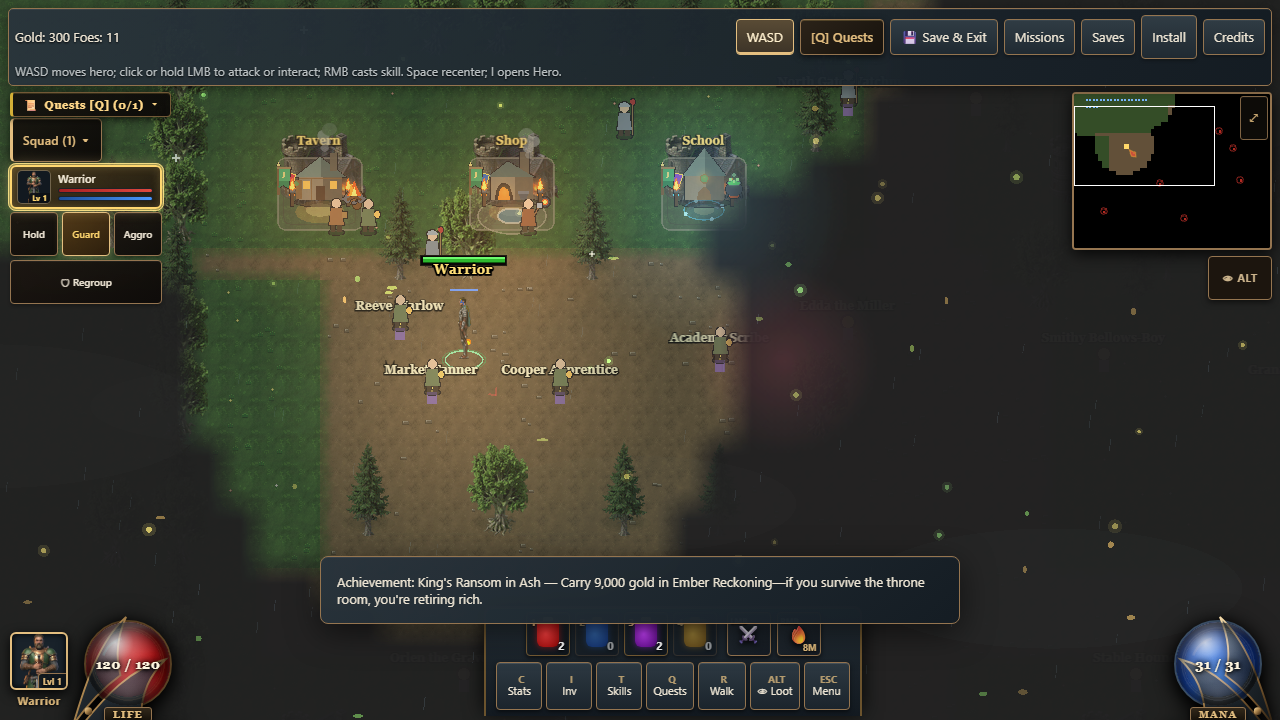 Gold: 300 Foes: 11
WASD
[Q] Quests
Save & Exit
Missions
Saves
Install
Credits
WASD moves hero; click or hold LMB to attack or interact; RMB casts skill. Space recenter; I opens Hero.
Quests [Q] (0/1)
Squad (1)
Warrior
Lvl 1
Hold
Guard
Aggro
Regroup
Tavern
Shop
School
ALT
Warrior
Reeve
Academ
Market
Cooper
Achievement: King's Ransom in Ash — Carry 9,000 gold in Ember Reckoning—if you survive the throne
room, you're retiring rich.
2
0
2
0
8M
C
Stats
I
Inv
T
Skills
Q
Quests
R
Walk
ALT
Loot
ESC
Menu
Lvl 1
Warrior
120 / 120
LIFE
31 / 31
MANA